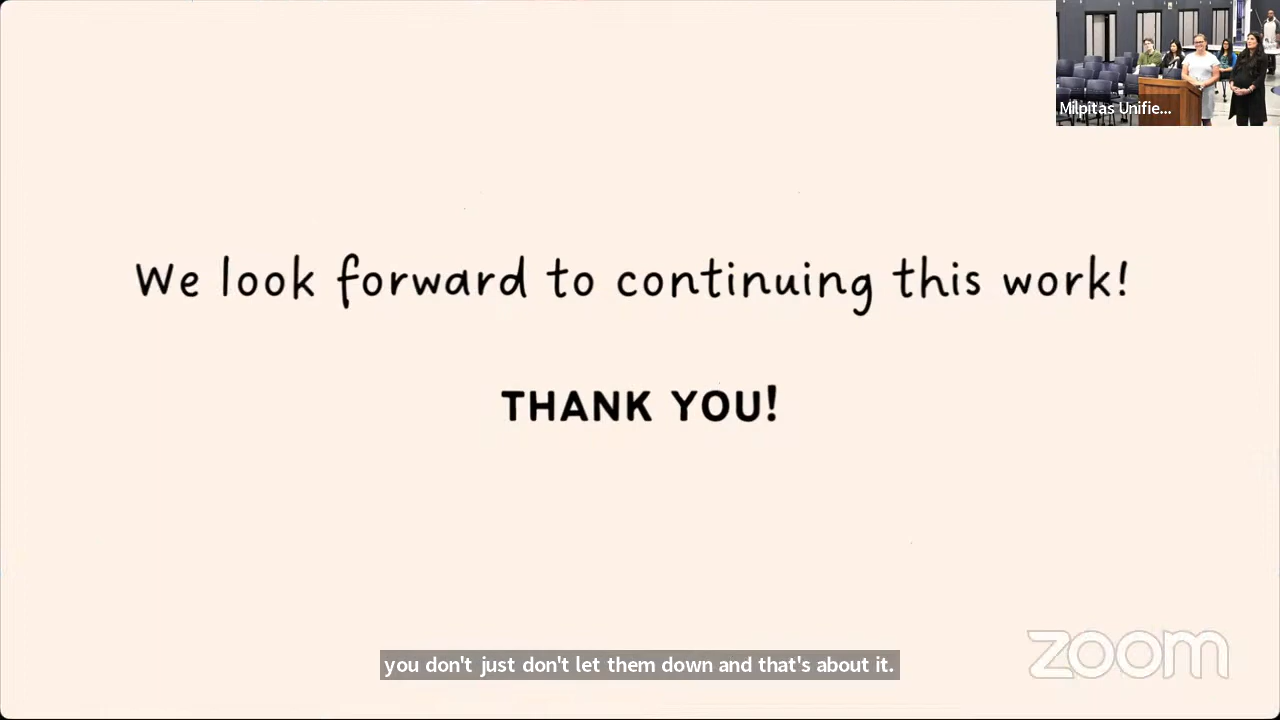 Milpitas Unifie...
We look forward to continuing this work!
THANK YOU!
you don't just don't let them down and that's about it.
zoom